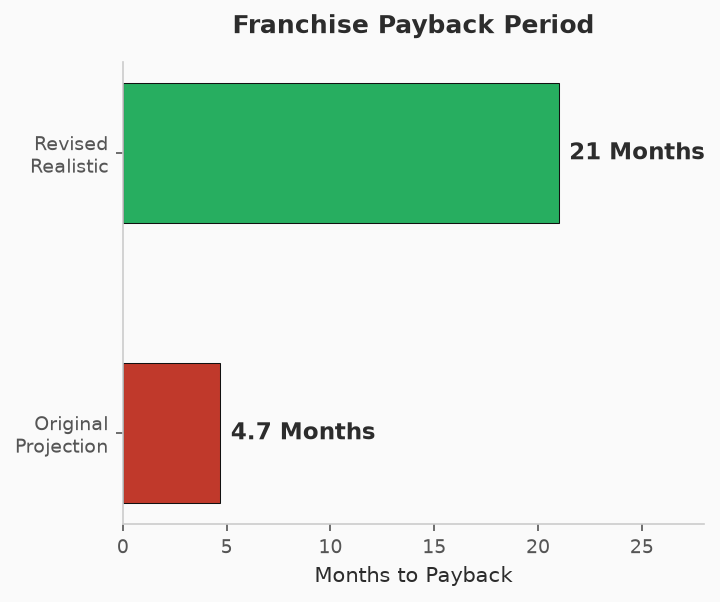 Franchise Payback Period
Revised
Realistic
21 Months
Original
Projection
4.7 Months
0 5 10 15 20 25
Months to Payback